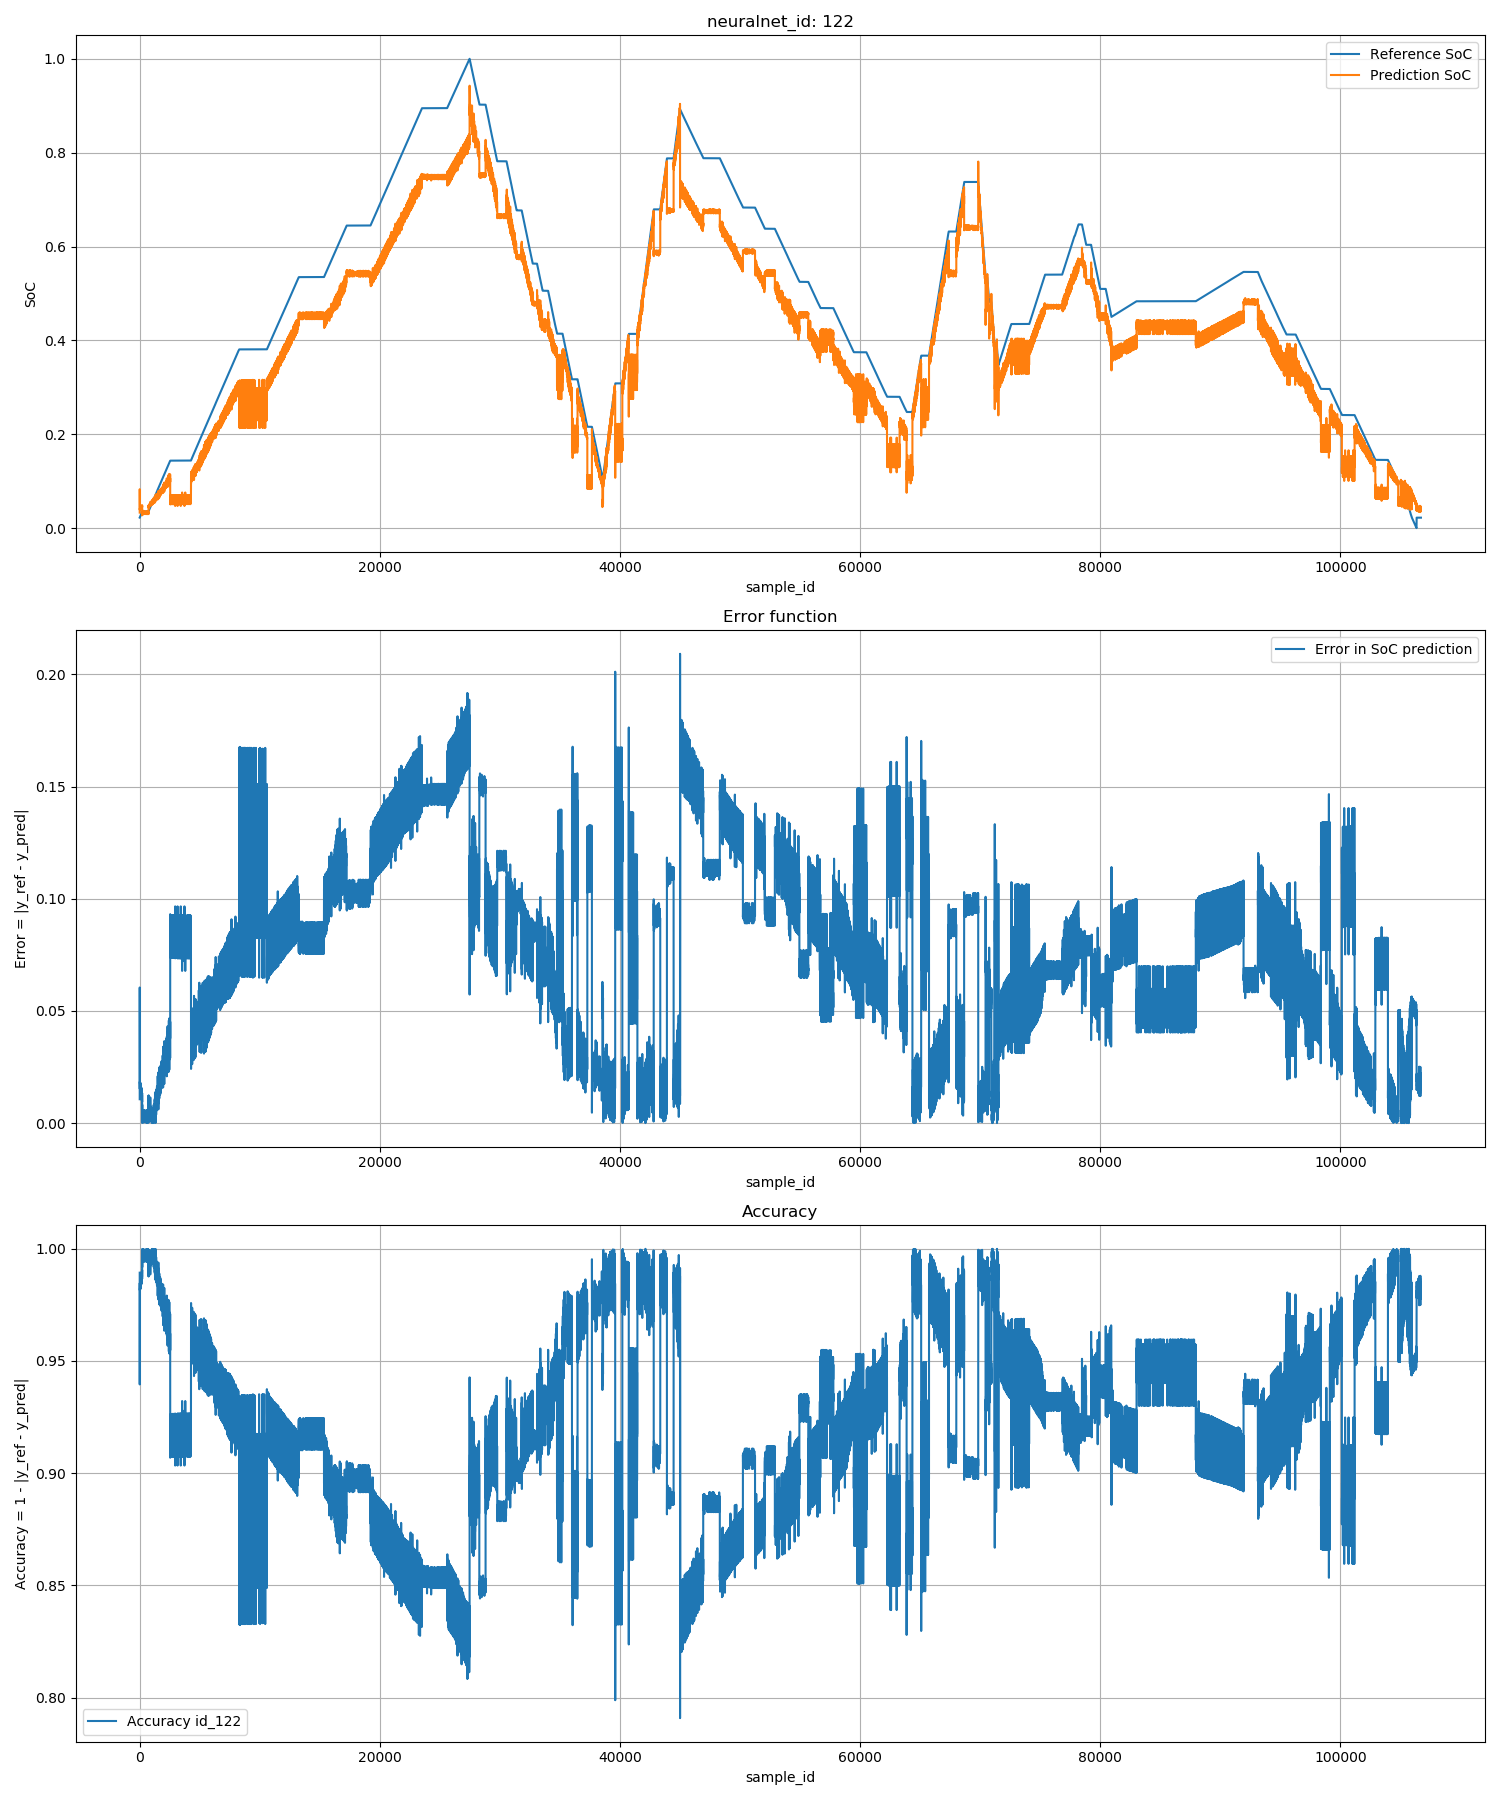 neuralnet_id: 122
Reference SoC
Prediction SoC
SoC
1.0
0.8
0.6
0.4
0.2
0.0
0 20000 40000 60000 80000 100000
sample_id
Error function
Error in SoC prediction
Error = |y_ref - y_pred|
0.20
0.15
0.10
0.05
0.00
0 20000 40000 60000 80000 100000
sample_id
Accuracy
Accuracy = 1 - |y_ref - y_pred|
1.00
0.95
0.90
0.85
0.80
Accuracy id_122
0 20000 40000 60000 80000 100000
sample_id